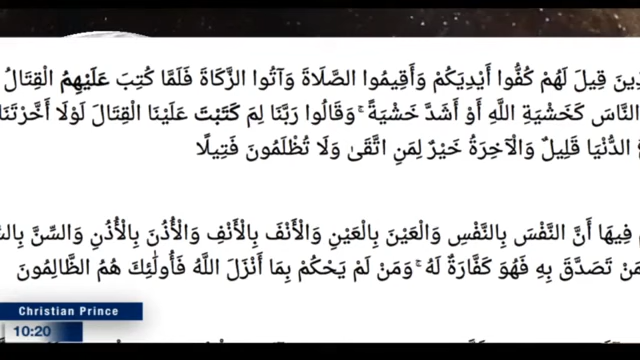 قِيلَ لَهُمْ كُفُّوا أَيْدِيَكُمْ وَأَقِيمُوا الصَّلَاةَ وَآتُوا الزَّكَاةَ فَلَمَّا كُتِبَ عَلَيْهِمُ الْقِتَالُ
النَّاسَ كَخَشْيَةِ اللَّهِ أَوْ أَشَدَّ خَشْيَةً ۚ وَقَالُوا رَبَّنَا لِمَ كَتَبْتَ عَلَيْنَا الْقِتَالَ لَوْلَا أَخَّرْتَنَا
الدُّنْيَا قَلِيلٌ وَالْآخِرَةُ خَيْرٌ لِمَنِ اتَّقَىٰ وَلَا تُظْلَمُونَ فَتِيلًا
فِيهَا أَنَّ النَّفْسَ بِالنَّفْسِ وَالْعَيْنَ بِالْعَيْنِ وَالْأَنْفَ بِالْأَنْفِ وَالْأُذُنَ بِالْأُذُنِ وَالسِّنَّ
تَصَدَّقَ بِهِ فَهُوَ كَفَّارَةٌ لَهُ ۚ وَمَنْ لَمْ يَحْكُمْ بِمَا أَنْزَلَ اللَّهُ فَأُولَٰئِكَ هُمُ الظَّالِمُونَ
Christian Prince
10:20